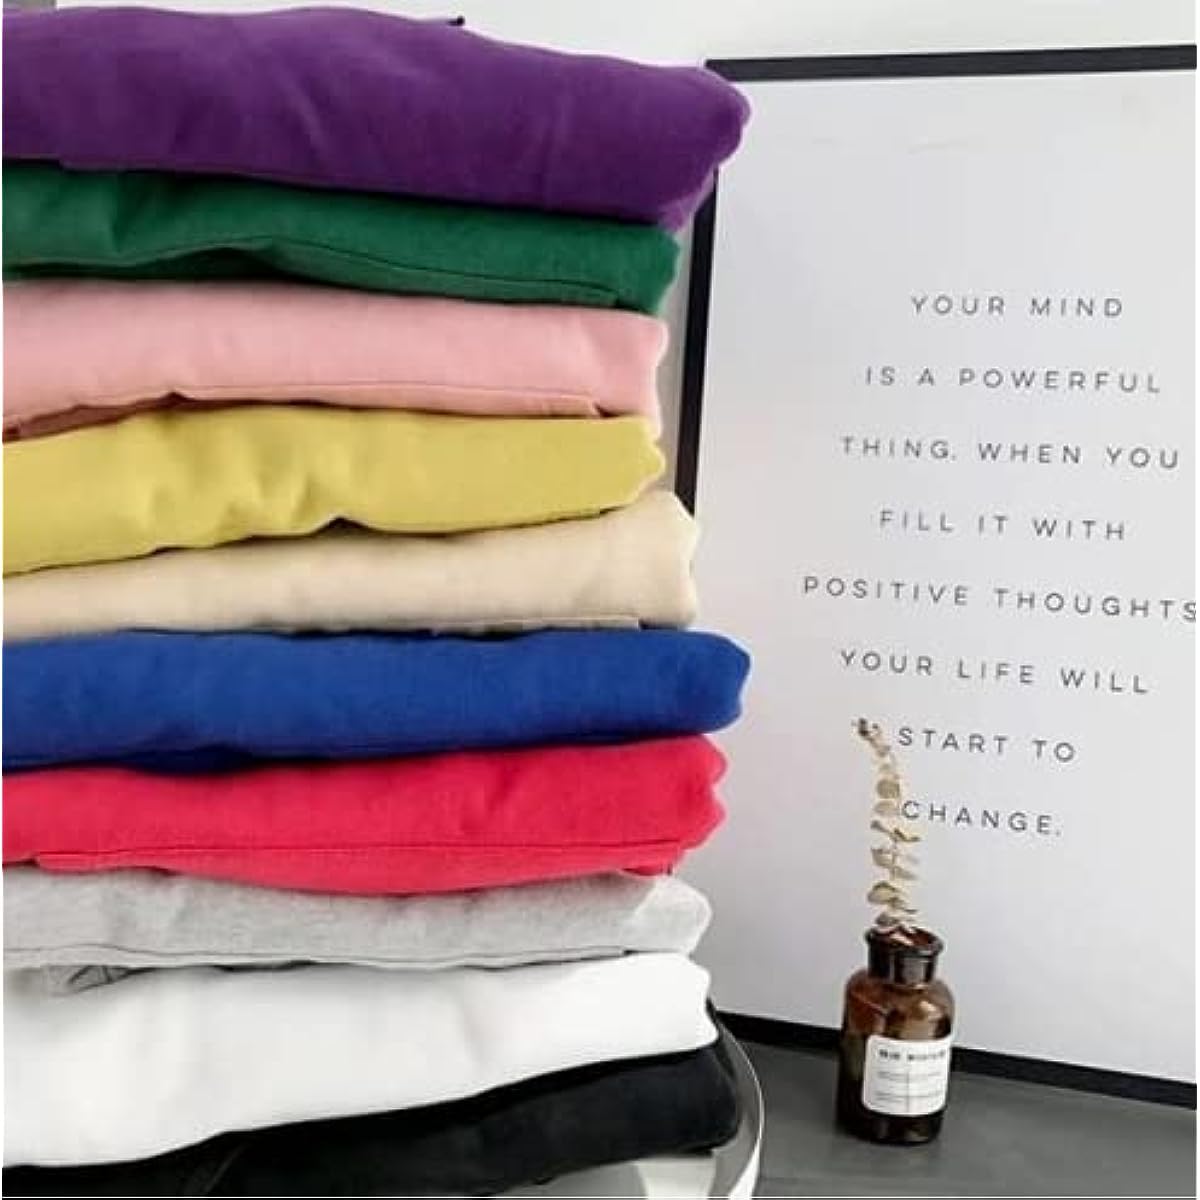 YOUR MIND
IS A POWERFUL
THING. WHEN YOU
FILL IT WITH
POSITIVE THOUGHTS
YOUR LIFE WILL
START TO
CHANGE.